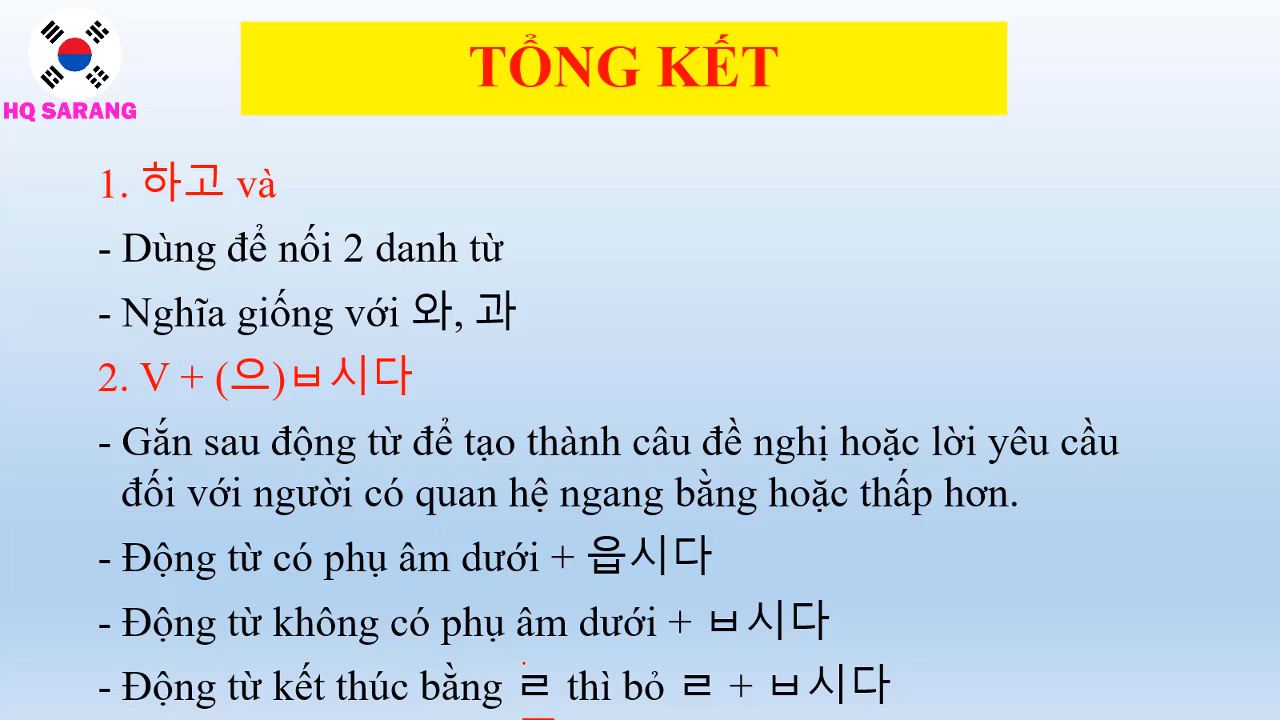 HQ SARANG
TỔNG KẾT
1. 하고 và
- Dùng để nối 2 danh từ
- Nghĩa giống với 와, 과
2. V + (으)ㅂ시다
- Gắn sau động từ để tạo thành câu đề nghị hoặc lời yêu cầu
đối với người có quan hệ ngang bằng hoặc thấp hơn.
- Động từ có phụ âm dưới + 읍시다
- Động từ không có phụ âm dưới + ㅂ시다
- Động từ kết thúc bằng ㄹ thì bỏ ㄹ + ㅂ시다